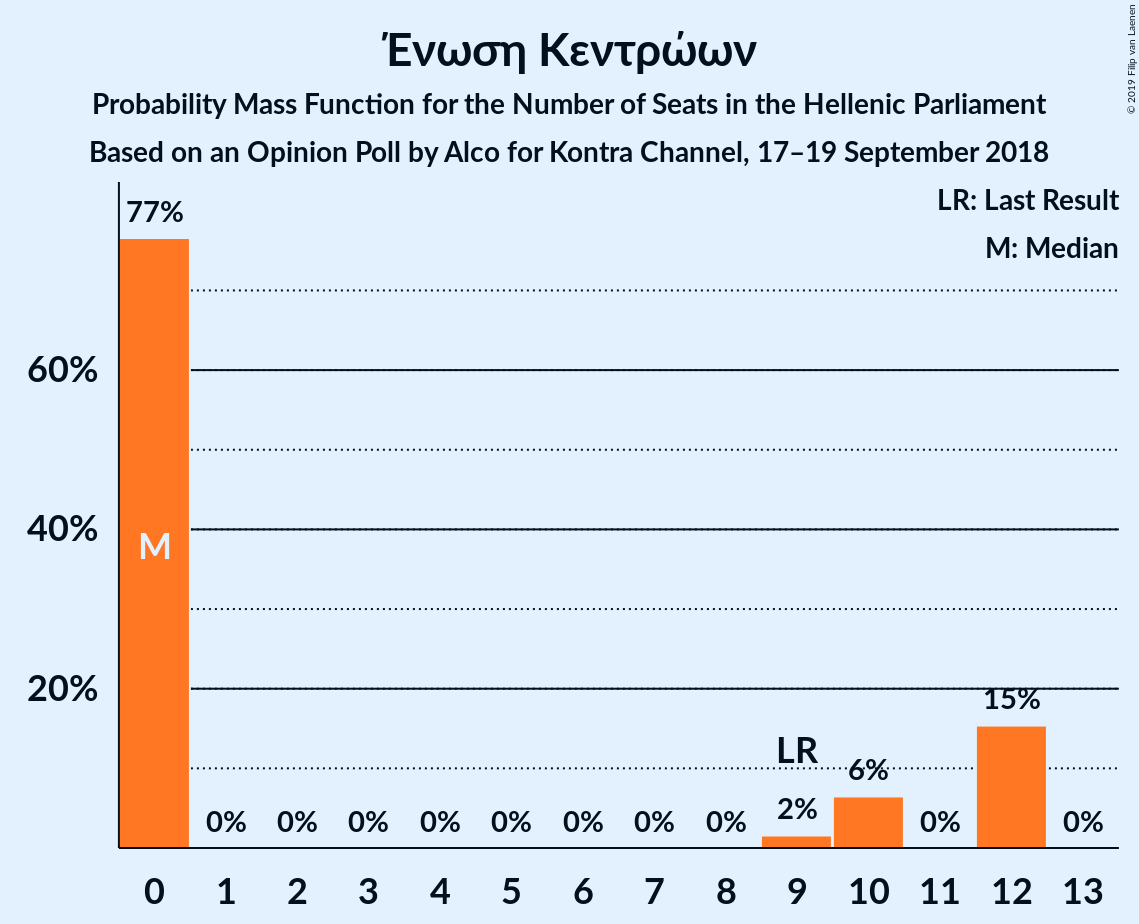 Ένωση Κεντρώων
Probability Mass Function for the Number of Seats in the Hellenic Parliament
Based on an Opinion Poll by Alco for Kontra Channel, 17–19 September 2018
© 2019 Filip van Laenen
LR: Last Result
M: Median
77%
60%
40%
M
20%
15%
LR
6%
2%
0% 0% 0% 0% 0% 0% 0% 0% 0% 0%
0 1 2 3 4 5 6 7 8 9 10 11 12 13